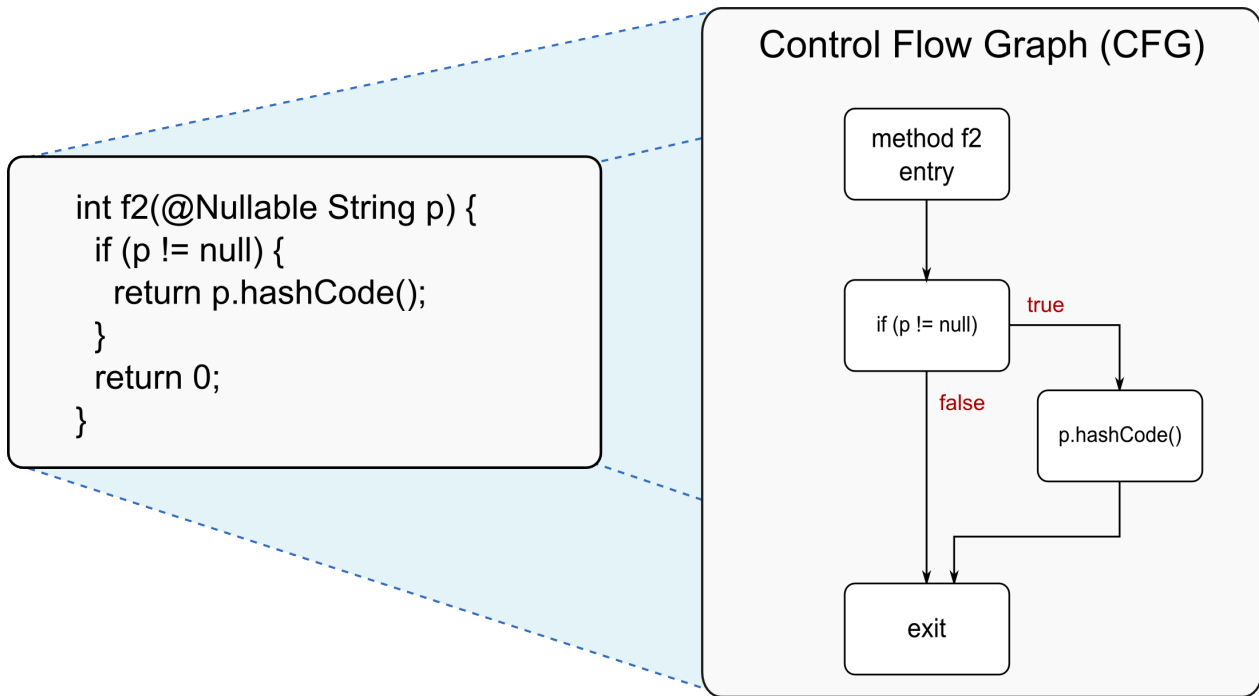 int f2(@Nullable String p) {
if (p != null) {
return p.hashCode();
}
return 0;
}
Control Flow Graph (CFG)
method f2
entry
if (p != null)
true
false
p.hashCode()
exit